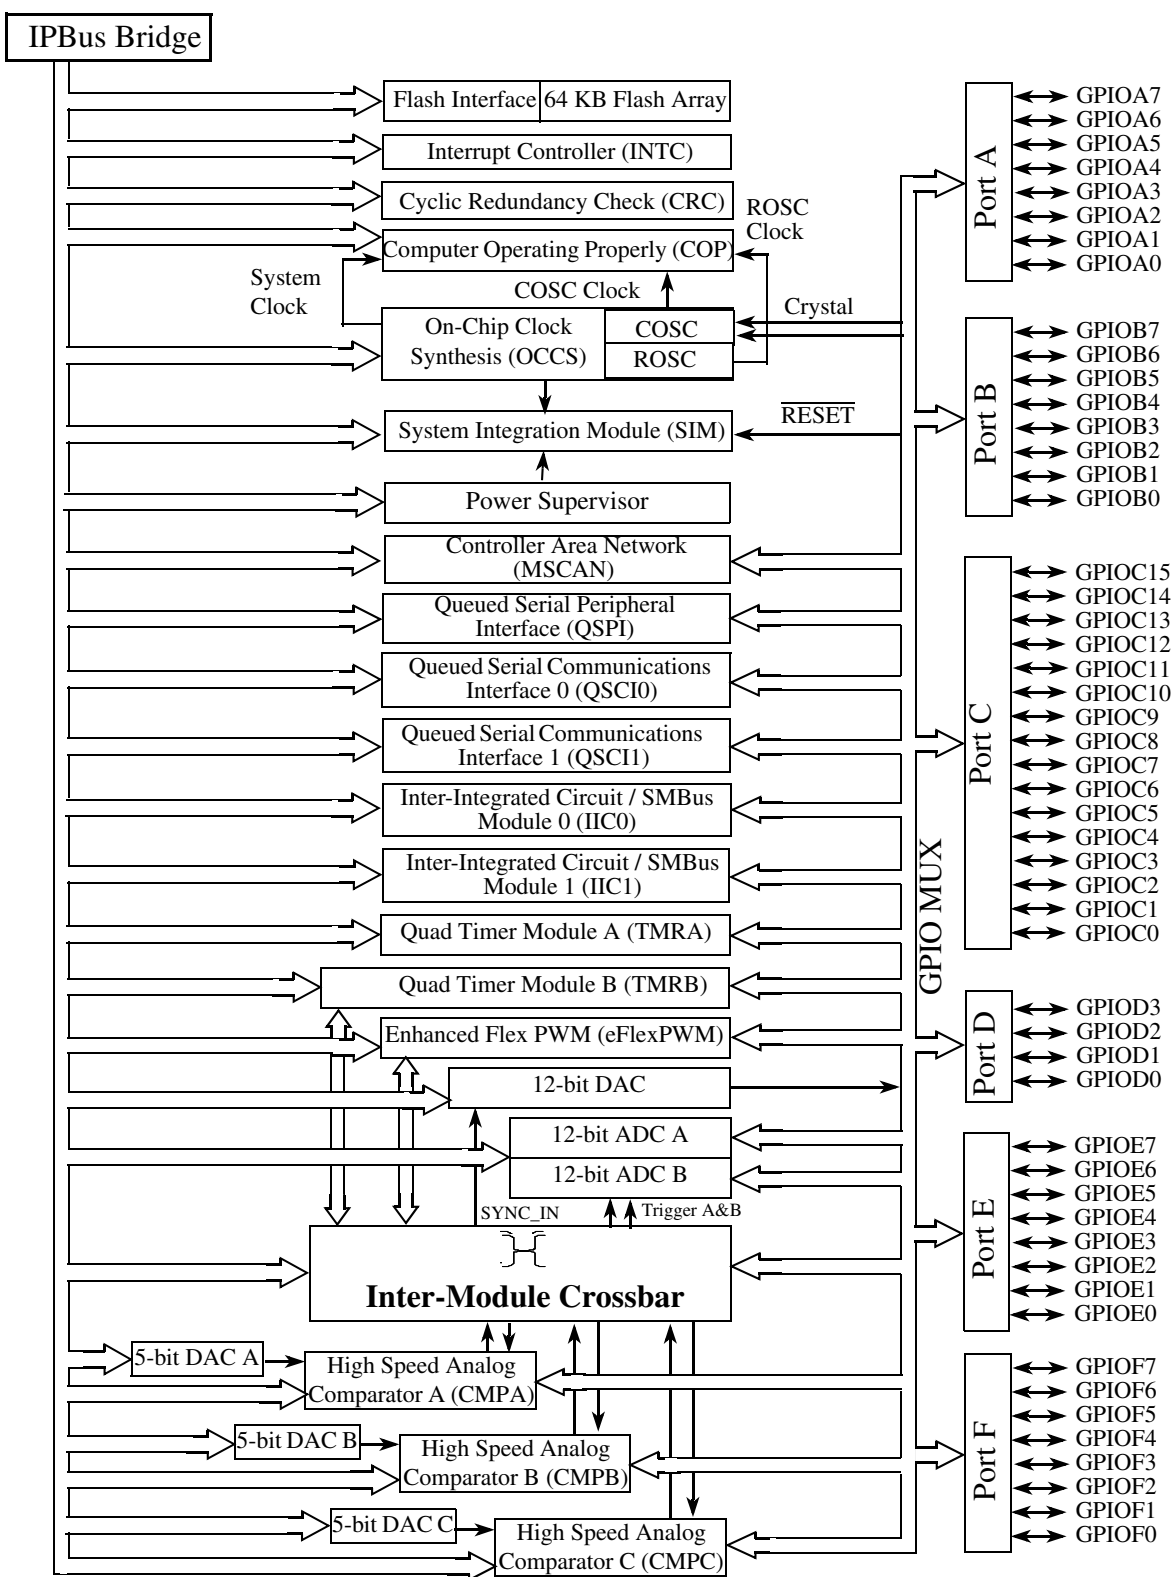 IPBus Bridge
Flash Interface 64 KB Flash Array
Interrupt Controller (INTC)
Cyclic Redundancy Check (CRC)
ROSC
Clock
Computer Operating Properly (COP)
System
Clock
COSC Clock
Crystal
On-Chip Clock
Synthesis (OCCS)
COSC
ROSC
RESET
System Integration Module (SIM)
Power Supervisor
Controller Area Network
(MSCAN)
Queued Serial Peripheral
Interface (QSPI)
Queued Serial Communications
Interface 0 (QSCI0)
Queued Serial Communications
Interface 1 (QSCI1)
Inter-Integrated Circuit / SMBus
Module 0 (IIC0)
Inter-Integrated Circuit / SMBus
Module 1 (IIC1)
Quad Timer Module A (TMRA)
Quad Timer Module B (TMRB)
Enhanced Flex PWM (eFlexPWM)
12-bit DAC
12-bit ADC A
12-bit ADC B
SYNC_IN
Trigger A&B
Inter-Module Crossbar
5-bit DAC A
High Speed Analog
Comparator A (CMPA)
5-bit DAC B
High Speed Analog
Comparator B (CMPB)
5-bit DAC C
High Speed Analog
Comparator C (CMPC)
GPIO MUX
Port A
GPIOA7
GPIOA6
GPIOA5
GPIOA4
GPIOA3
GPIOA2
GPIOA1
GPIOA0
Port B
GPIOB7
GPIOB6
GPIOB5
GPIOB4
GPIOB3
GPIOB2
GPIOB1
GPIOB0
Port C
GPIOC15
GPIOC14
GPIOC13
GPIOC12
GPIOC11
GPIOC10
GPIOC9
GPIOC8
GPIOC7
GPIOC6
GPIOC5
GPIOC4
GPIOC3
GPIOC2
GPIOC1
GPIOC0
Port D
GPIOD3
GPIOD2
GPIOD1
GPIOD0
Port E
GPIOE7
GPIOE6
GPIOE5
GPIOE4
GPIOE3
GPIOE2
GPIOE1
GPIOE0
Port F
GPIOF7
GPIOF6
GPIOF5
GPIOF4
GPIOF3
GPIOF2
GPIOF1
GPIOF0